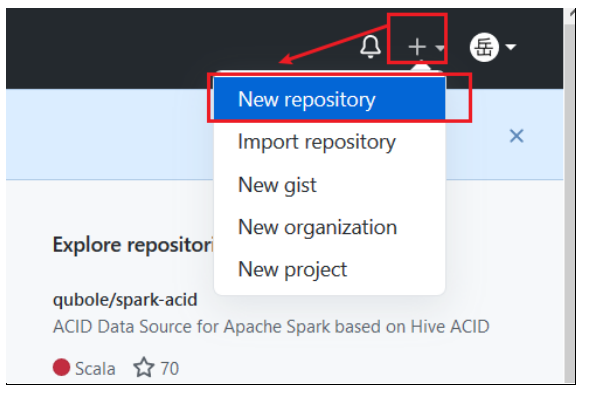 岳
New repository
Import repository
New gist
New organization
New project
Explore repositori
qubole/spark-acid
ACID Data Source for Apache Spark based on Hive ACID
Scala 70